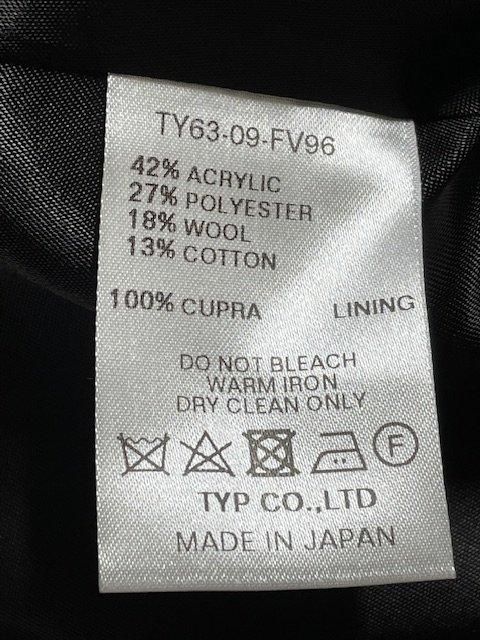 TY63-09-FV96
42% ACRYLIC
27% POLYESTER
18% WOOL
13% COTTON
100% CUPRA LINING
DO NOT BLEACH
WARM IRON
DRY CLEAN ONLY
F
TYP CO.,LTD
MADE IN JAPAN